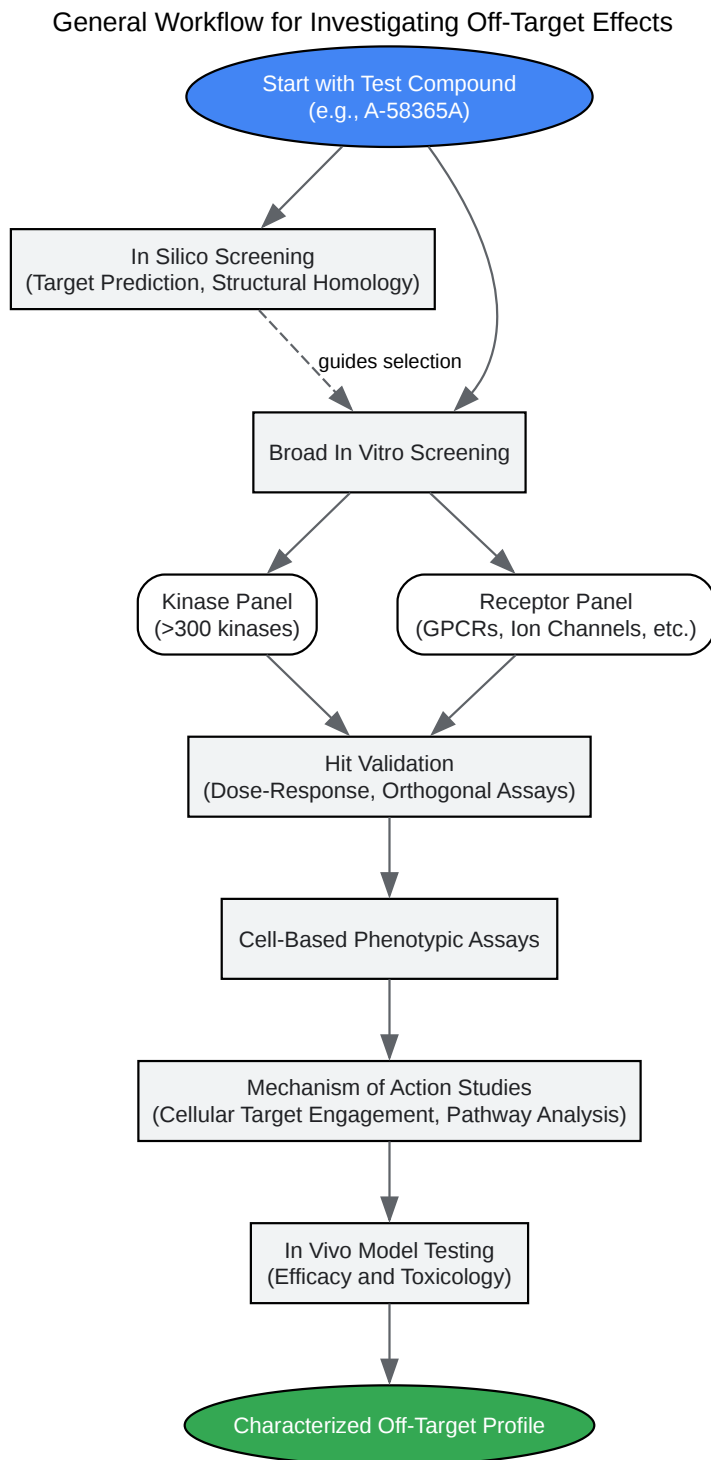 General Workflow for Investigating Off-Target Effects
Start with Test Compound
(e.g., A-58365A)
In Silico Screening
(Target Prediction, Structural Homology)
guides selection
Broad In Vitro Screening
Kinase Panel
(>300 kinases)
Receptor Panel
(GPCRs, Ion Channels, etc.)
Hit Validation
(Dose-Response, Orthogonal Assays)
Cell-Based Phenotypic Assays
Mechanism of Action Studies
(Cellular Target Engagement, Pathway Analysis)
In Vivo Model Testing
(Efficacy and Toxicology)
Characterized Off-Target Profile